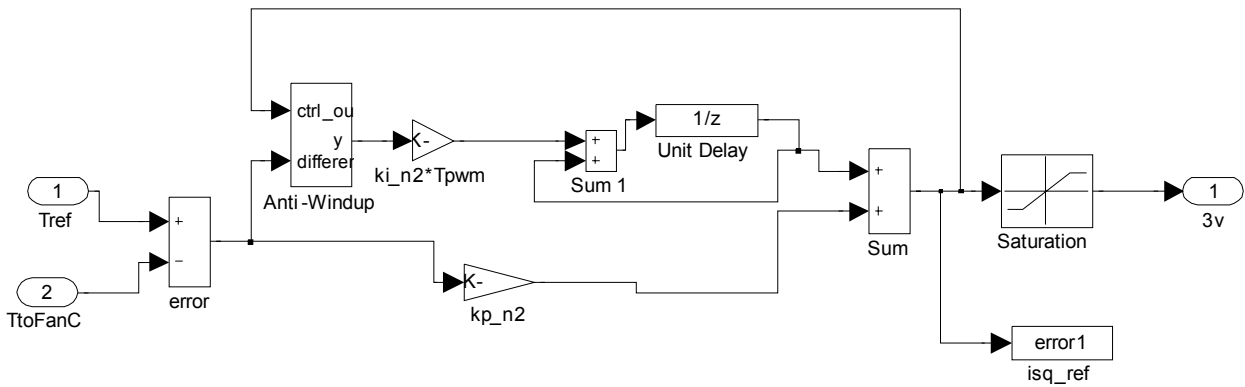 ctrl_ou
y
differer
Anti-Windup
K-
ki_n2*Tpwm
+
+
Sum 1
1/z
Unit Delay
1
Tref
2
TtoFanC
+
−
error
K-
kp_n2
+
+
Sum
Saturation
1
3v
error1
isq_ref